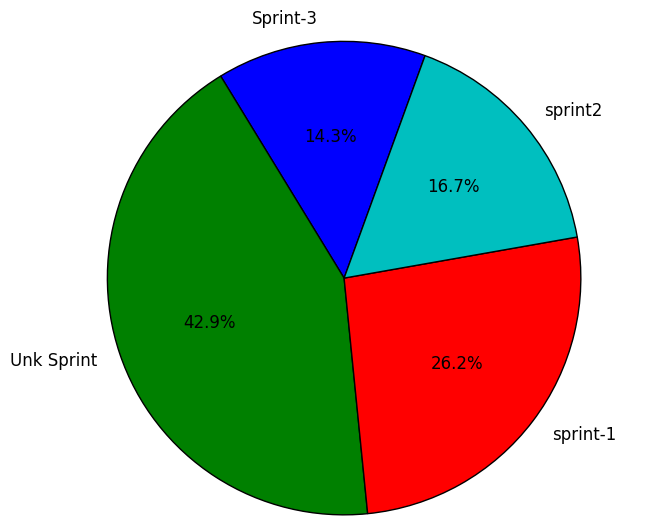 Sprint-3
sprint2
14.3%
16.7%
42.9%
Unk Sprint
26.2%
sprint-1